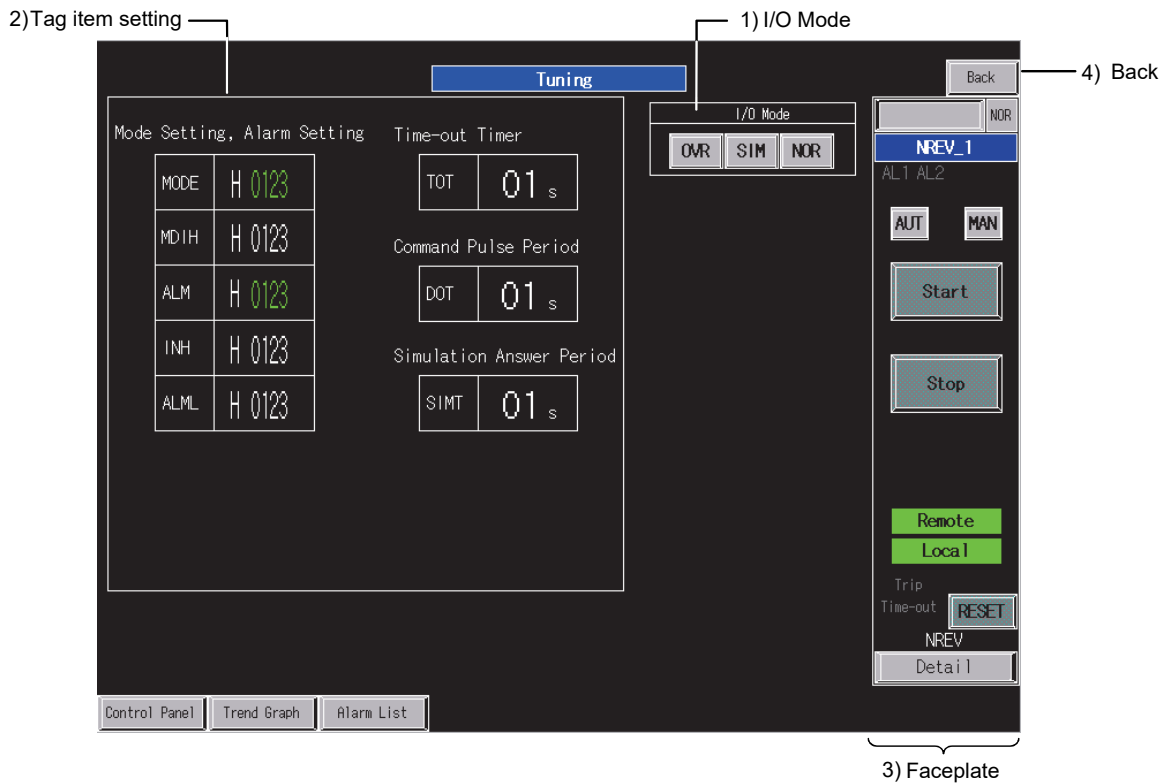 2)Tag item setting
1) I/O Mode
Tuning
Back
4) Back
Mode Setting, Alarm Setting
MODE H 0123
MDIH H 0123
ALM H 0123
INH H 0123
ALML H 0123
Time-out Timer
TOT 01 s
Command Pulse Period
DOT 01 s
Simulation Answer Period
SIMT 01 s
I/O Mode
OVR SIM NOR
NOR
NREV_1
AL1 AL2
AUT MAN
Start
Stop
Remote
Local
Trip
Time-out RESET
NREV
Detail
Control Panel Trend Graph Alarm List
3) Faceplate